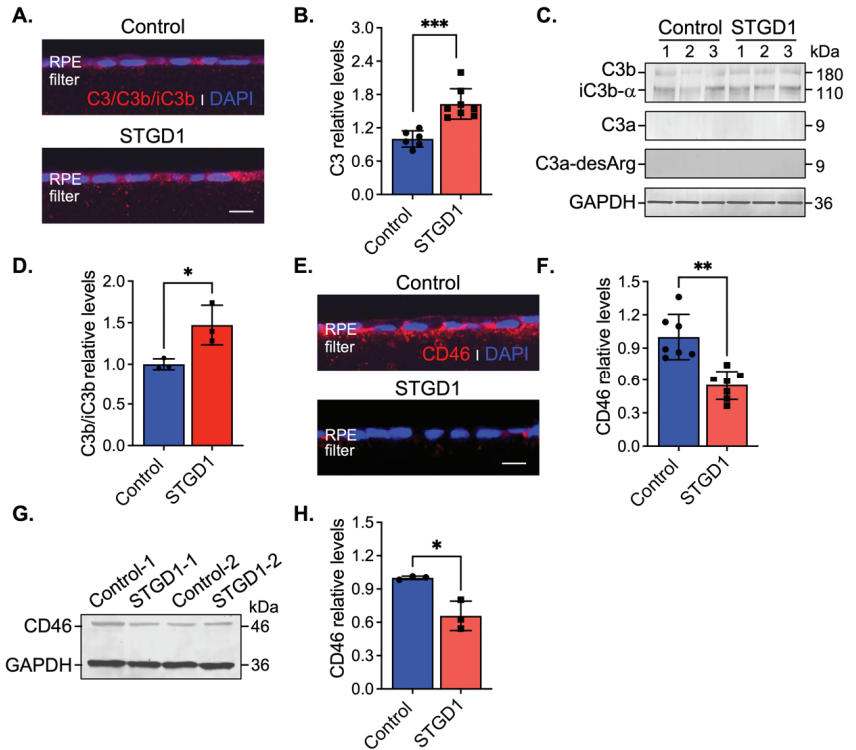 A.
Control
RPE
filter
C3/C3b/iC3b I DAPI
STGD1
RPE
filter
B.
C3 relative levels
3.0
2.4
1.8
1.2
0.6
0.0
***
Control
STGD1
C.
Control STGD1
1 2 3 1 2 3 kDa
C3b 180
iC3b-α 110
C3a 9
C3a-desArg 9
GAPDH 36
D.
C3b/iC3b relative levels
2.0
1.5
1.0
0.5
0.0
*
Control
STGD1
E.
Control
RPE
filter
CD46 I DAPI
STGD1
RPE
filter
F.
CD46 relative levels
1.5
1.2
0.9
0.6
0.3
0.0
**
Control
STGD1
G.
Control-1 STGD1-1 Control-2 STGD1-2
kDa
CD46 46
GAPDH 36
H.
CD46 relative levels
1.5
1.2
0.9
0.6
0.3
0.0
*
Control
STGD1